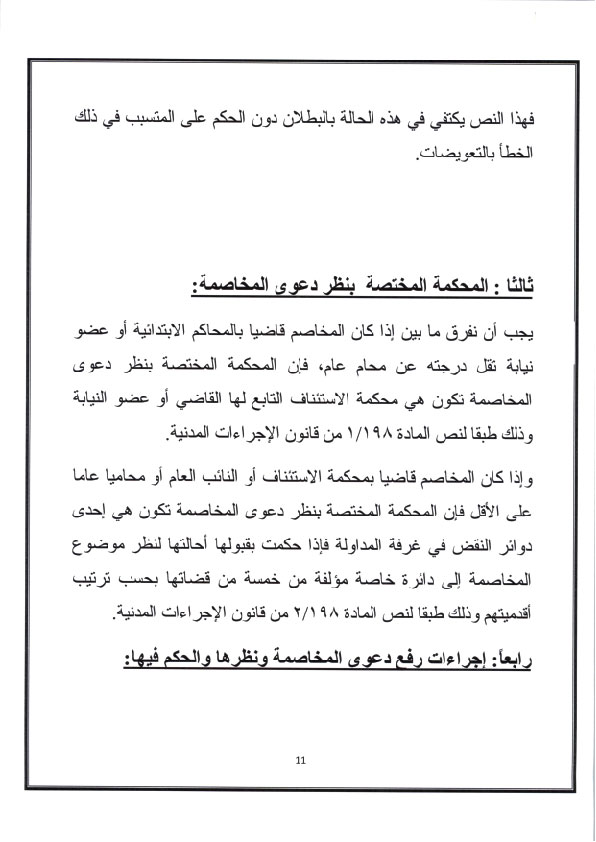 فهذا النص يكتفي في هذه الحالة بالبطلان دون الحكم على المتسبب في ذلك
الخطأ بالتعويضات.
ثالثا : المحكمة المختصة بنظر دعوى المخاصمة:
يجب أن نفرق ما بين إذا كان المخاصم قاضيا بالمحاكم الابتدائية أو عضو
نيابة تقل درجته عن محام عام، فإن المحكمة المختصة بنظر دعوى
المخاصمة تكون هي محكمة الاستئناف التابع لها القاضي أو عضو النيابة
وذلك طبقا لنص المادة ١/١٩٨ من قانون الإجراءات المدنية.
وإذا كان المخاصم قاضيا بمحكمة الاستئناف أو النائب العام أو محاميا عاما
على الأقل فإن المحكمة المختصة بنظر دعوى المخاصمة تكون هي إحدى
دوائر النقض في غرفة المداولة فإذا حكمت بقبولها أحالتها لنظر موضوع
المخاصمة إلى دائرة خاصة مؤلفة من خمسة من قضاتها بحسب ترتيب
أقدميتهم وذلك طبقا لنص المادة ٢/١٩٨ من قانون الإجراءات المدنية.
رابعاً: إجراءات رفع دعوى المخاصمة ونظرها والحكم فيها:
11